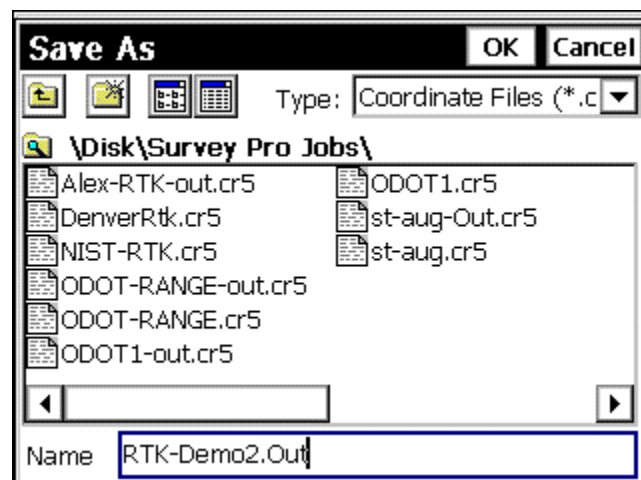 Save As OK Cancel
Type: Coordinate Files (*.c
\Disk\Survey Pro Jobs\
Alex-RTK-out.cr5 ODOT1.cr5
DenverRtk.cr5 st-aug-Out.cr5
NIST-RTK.cr5 st-aug.cr5
ODOT-RANGE-out.cr5
ODOT-RANGE.cr5
ODOT1-out.cr5
Name RTK-Demo2.Out